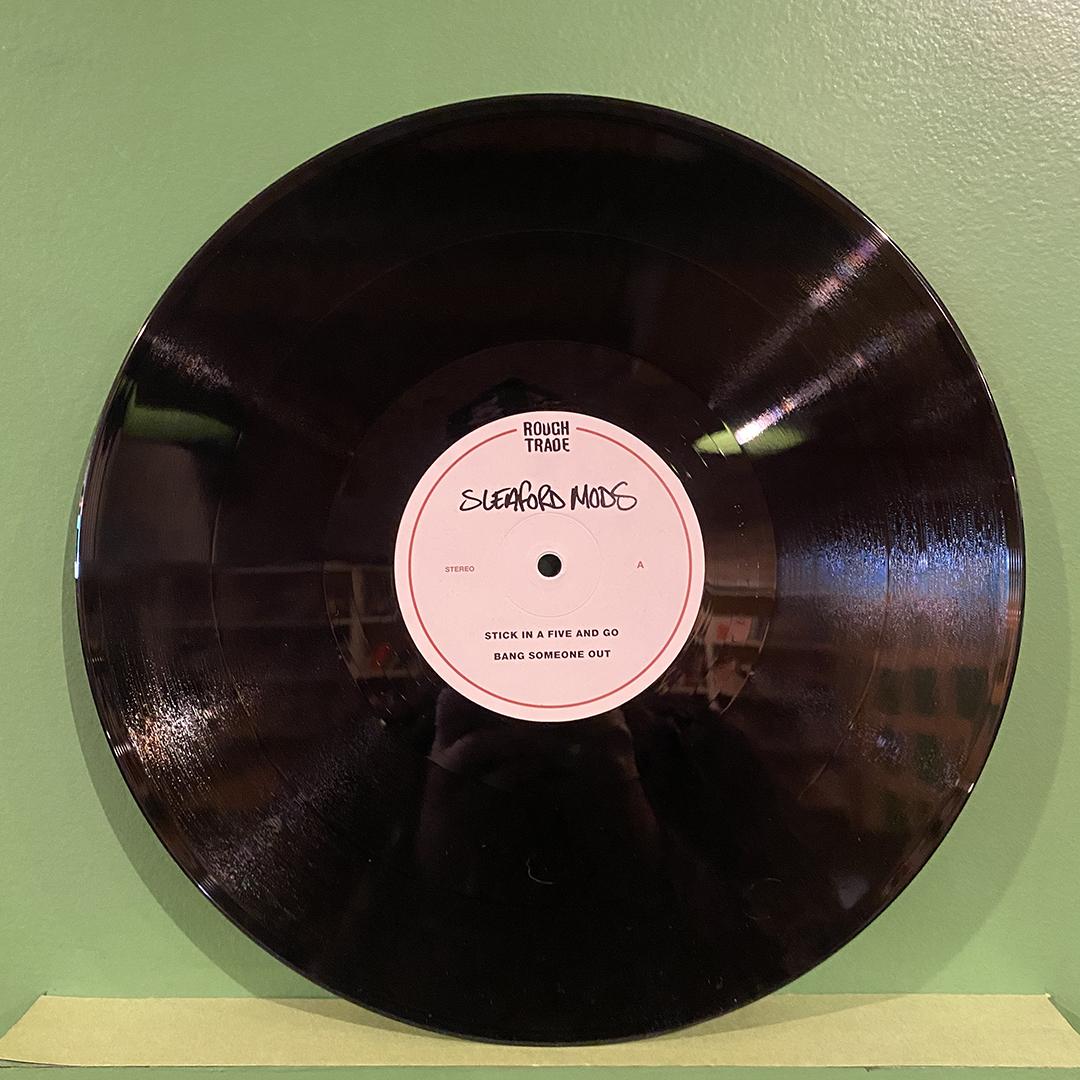 ROUGH
TRADE
SLEAFORD MODS
STEREO
A
STICK IN A FIVE AND GO
BANG SOMEONE OUT